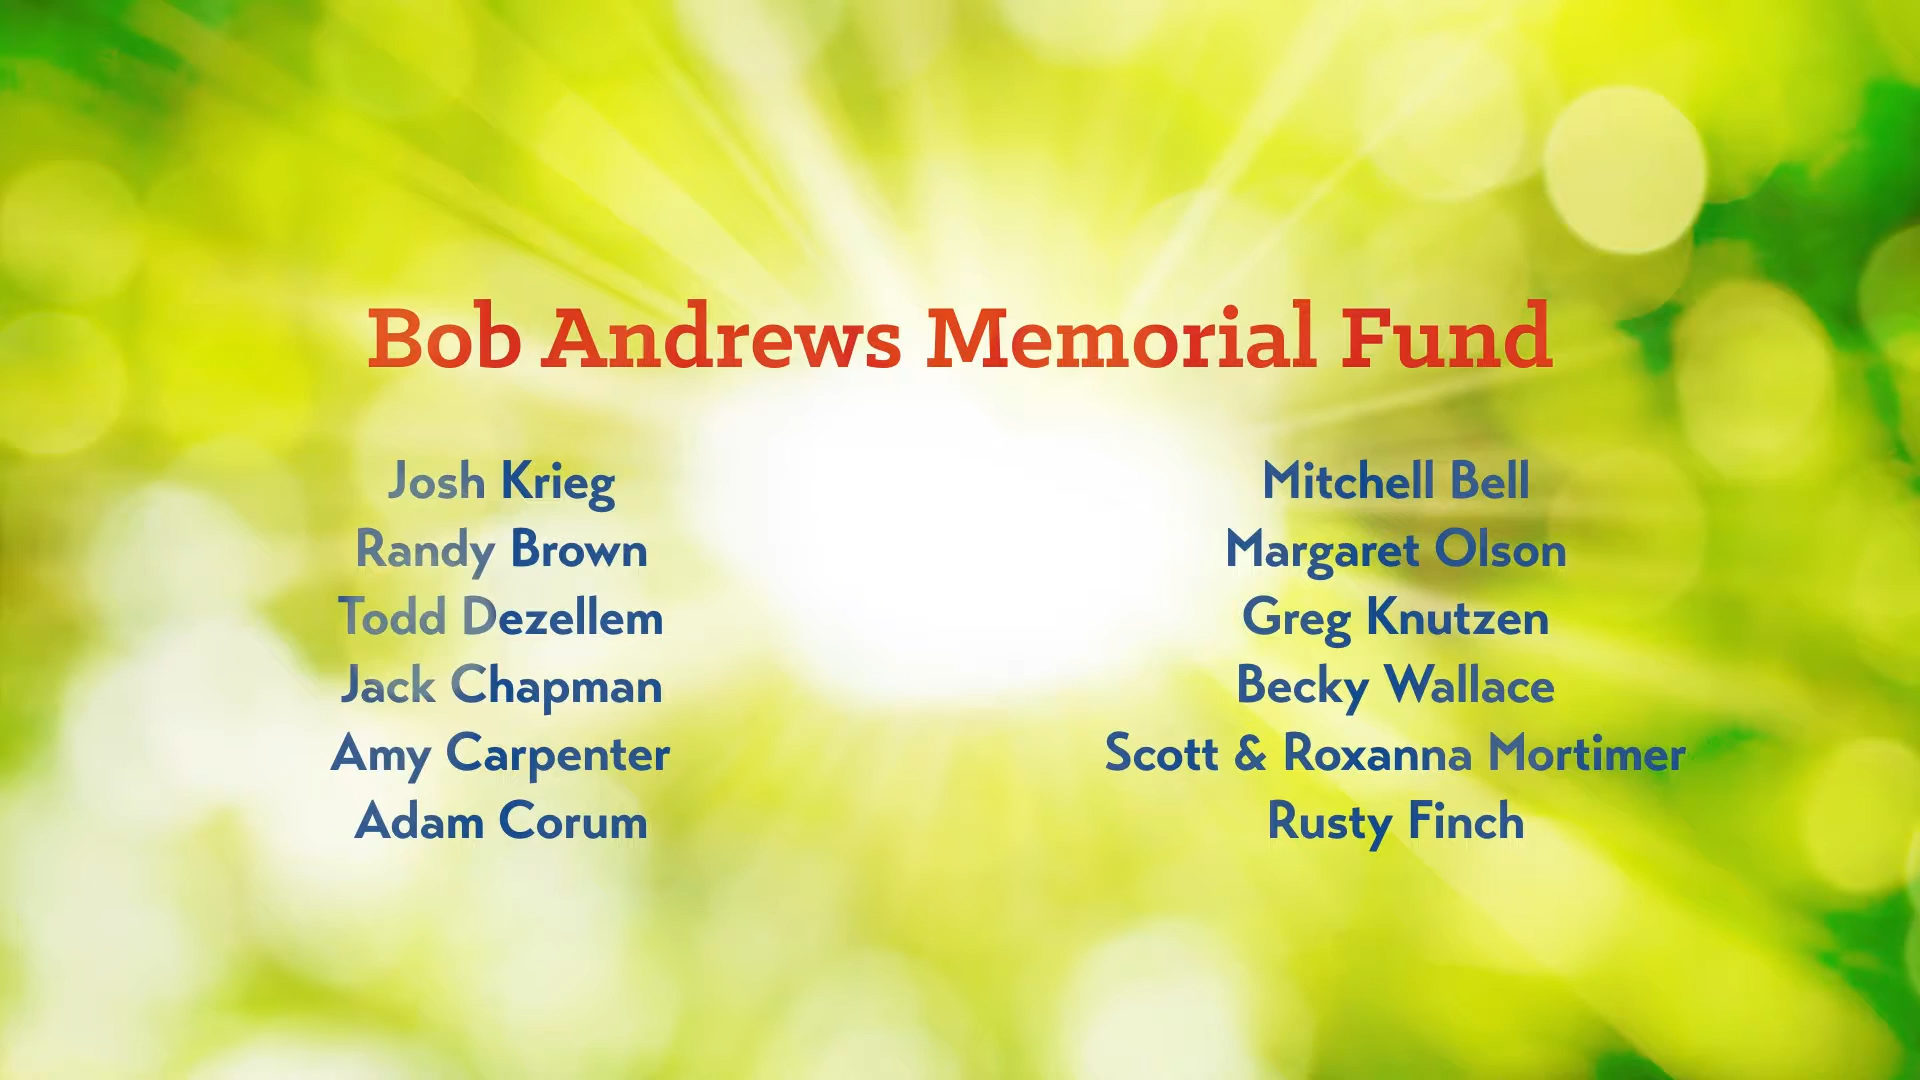 Bob Andrews Memorial Fund
Josh Krieg
Randy Brown
Todd Dezellem
Jack Chapman
Amy Carpenter
Adam Corum
Mitchell Bell
Margaret Olson
Greg Knutzen
Becky Wallace
Scott & Roxanna Mortimer
Rusty Finch